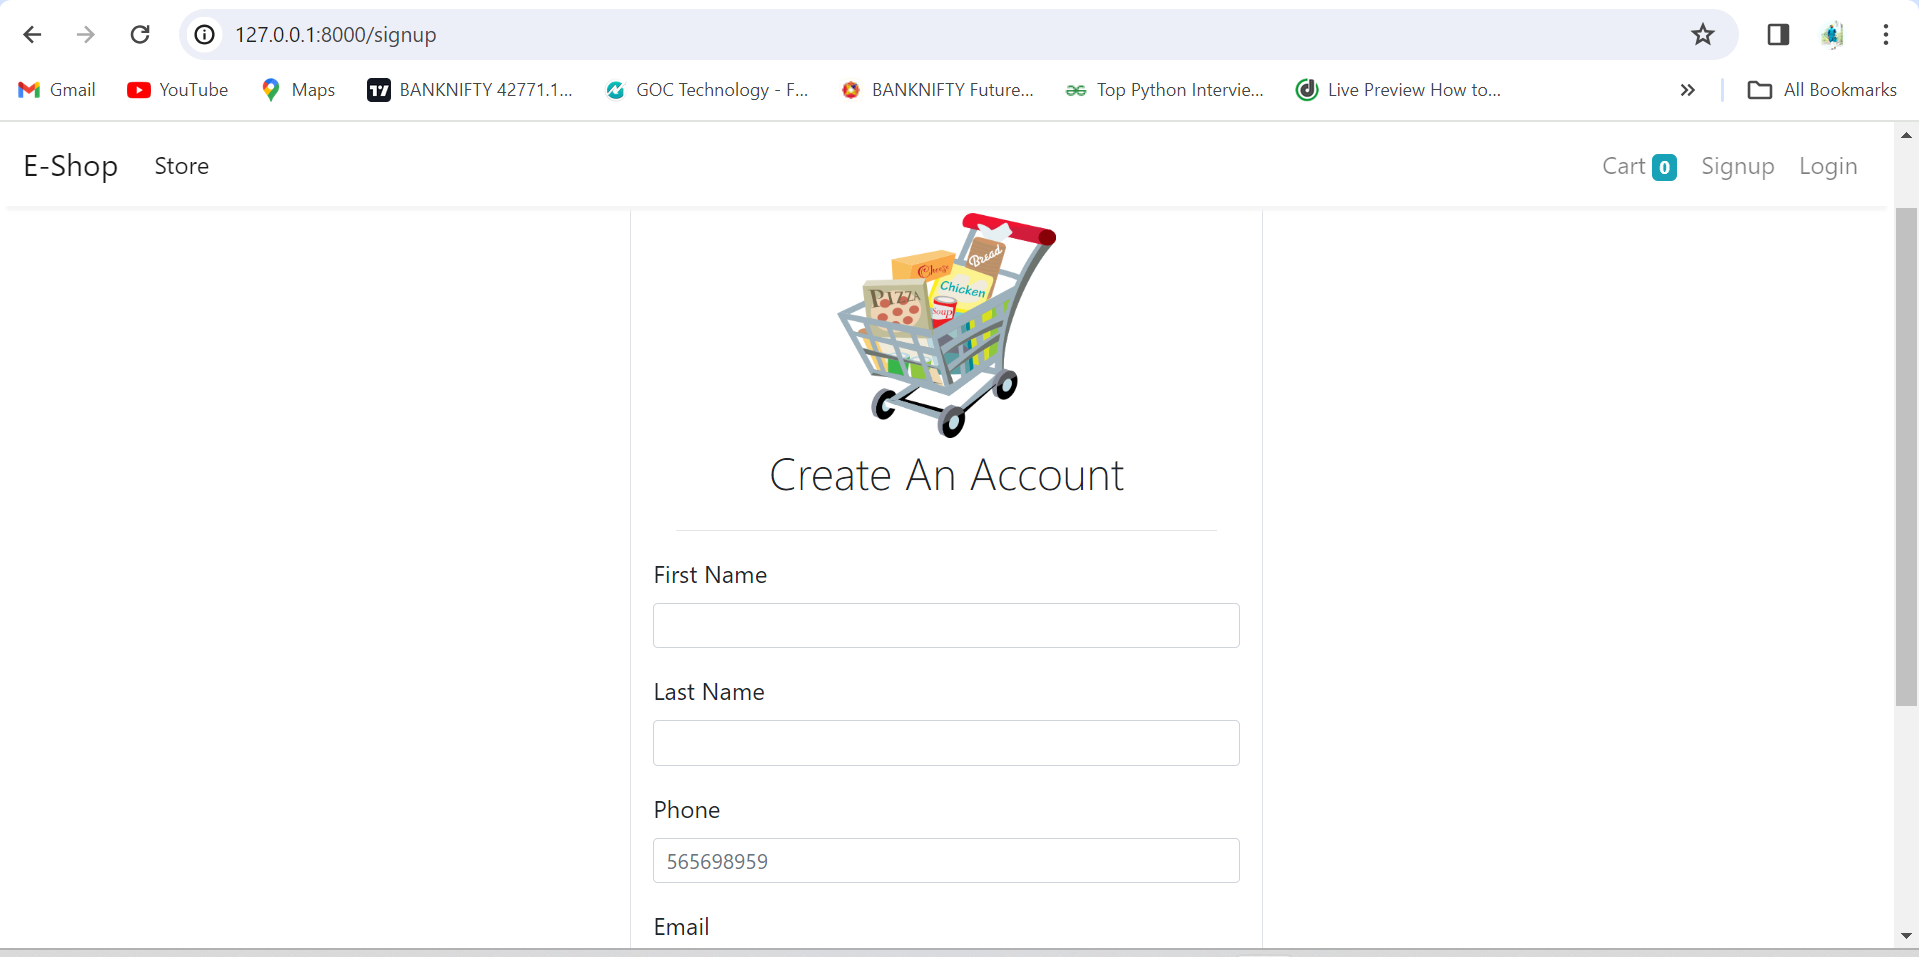 127.0.0.1:8000/signup
Gmail YouTube Maps BANKNIFTY 42771.1... GOC Technology - F... BANKNIFTY Future... Top Python Intervie... Live Preview How to... » All Bookmarks
E-Shop Store Cart 0 Signup Login
Bread
Cheese
Chicken
PIZZA
Soup
Create An Account
First Name
Last Name
Phone
565698959
Email